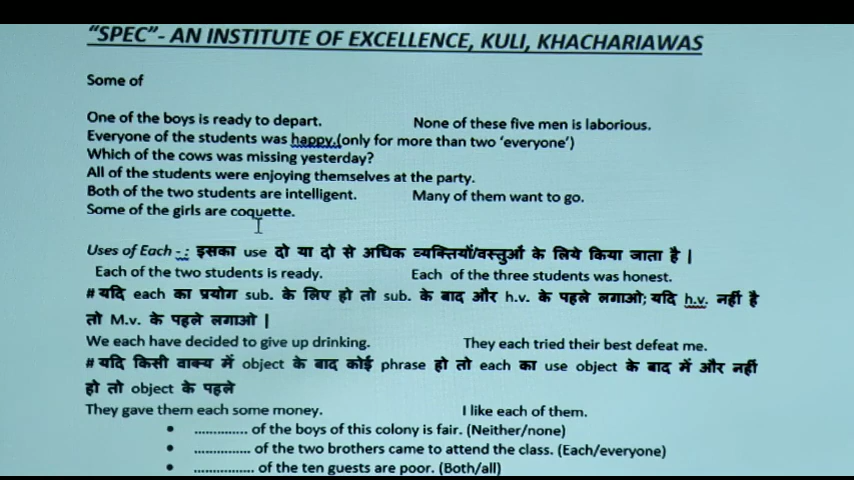 "SPEC"- AN INSTITUTE OF EXCELLENCE, KULI, KHACHARIAWAS
Some of
One of the boys is ready to depart. None of these five men is laborious.
Everyone of the students was happy.(only for more than two 'everyone')
Which of the cows was missing yesterday?
All of the students were enjoying themselves at the party.
Both of the two students are intelligent. Many of them want to go.
Some of the girls are coquette.
Uses of Each -: इसका use दो या दो से अधिक व्यक्तियों/वस्तुओं के लिये किया जाता है |
Each of the two students is ready. Each of the three students was honest.
# यदि each का प्रयोग sub. के लिए हो तो sub. के बाद और h.v. के पहले लगाओ; यदि h.v. नहीं है
तो M.v. के पहले लगाओ |
We each have decided to give up drinking. They each tried their best defeat me.
# यदि किसी वाक्य में object के बाद कोई phrase हो तो each का use object के बाद में और नहीं
हो तो object के पहले
They gave them each some money. I like each of them.
• .............. of the boys of this colony is fair. (Neither/none)
• ............... of the two brothers came to attend the class. (Each/everyone)
• ................ of the ten guests are poor. (Both/all)